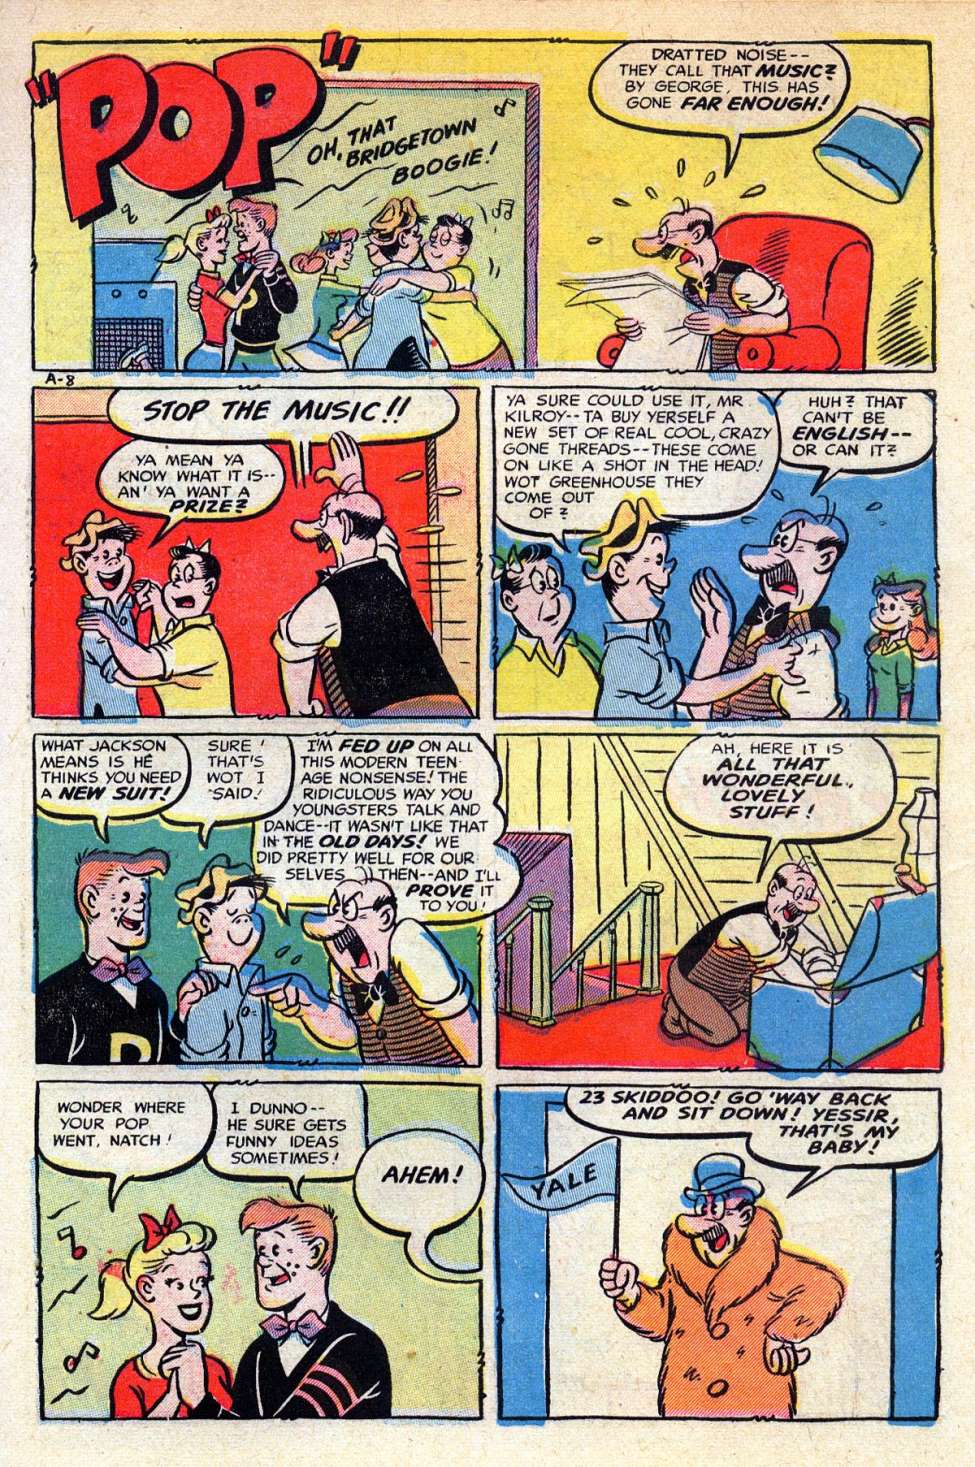 "POP"
OH, THAT
BRIDGETOWN
BOOGIE!
DRATTED NOISE--
THEY CALL THAT MUSIC?
BY GEORGE, THIS HAS
GONE FAR ENOUGH!
A-8
STOP THE MUSIC!!
YA MEAN YA
KNOW WHAT IT IS--
AN' YA WANT A
PRIZE?
YA SURE COULD USE IT, MR
KILROY--TA BUY YERSELF A
NEW SET OF REAL COOL, CRAZY
GONE THREADS--THESE COME
ON LIKE A SHOT IN THE HEAD!
WOT GREENHOUSE THEY
COME OUT
OF?
HUH? THAT
CAN'T BE
ENGLISH--
OR CAN IT?
WHAT JACKSON
MEANS IS HE
THINKS YOU NEED
A NEW SUIT!
SURE!
THAT'S
WOT I
SAID!
I'M FED UP ON ALL
THIS MODERN TEEN
AGE NONSENSE! THE
RIDICULOUS WAY YOU
YOUNGSTERS TALK AND
DANCE--IT WASN'T LIKE THAT
IN THE OLD DAYS! WE
DID PRETTY WELL FOR OUR
SELVES THEN--AND I'LL
PROVE IT
TO YOU!
AH, HERE IT IS
ALL THAT
WONDERFUL,
LOVELY
STUFF!
WONDER WHERE
YOUR POP
WENT, NATCH!
I DUNNO--
HE SURE GETS
FUNNY IDEAS
SOMETIMES!
AHEM!
23 SKIDDOO! GO 'WAY BACK
AND SIT DOWN! YESSIR,
THAT'S MY
BABY!
YALE
P
P